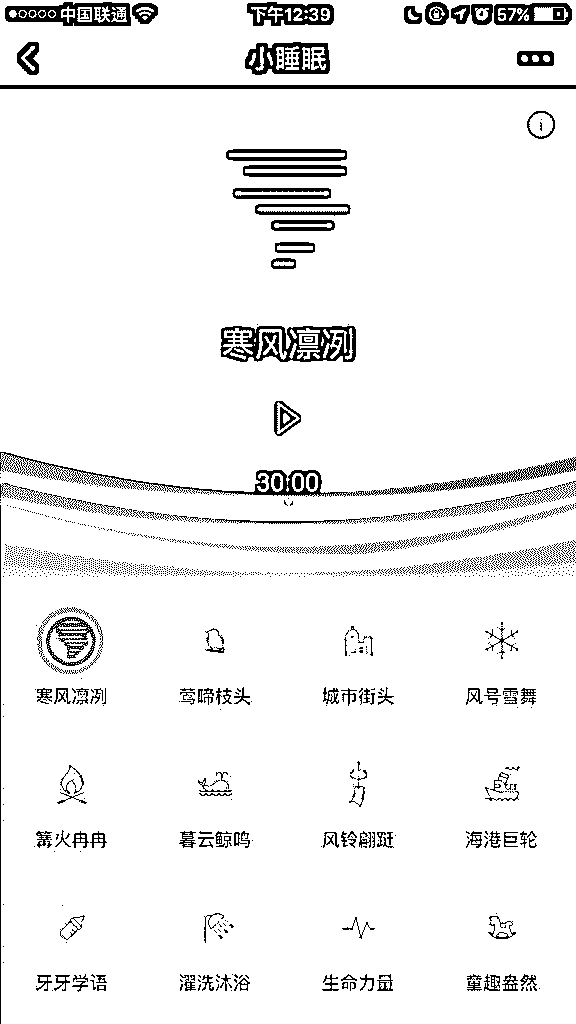 中国联通 下午12:39 57%
小睡眠
寒风凛冽
30:00
寒风凛冽 莺啼枝头 城市街头 风号雪舞
篝火冉冉 暮云鲸鸣 风铃翩跹 海港巨轮
牙牙学语 濯洗沐浴 生命力量 童趣盎然